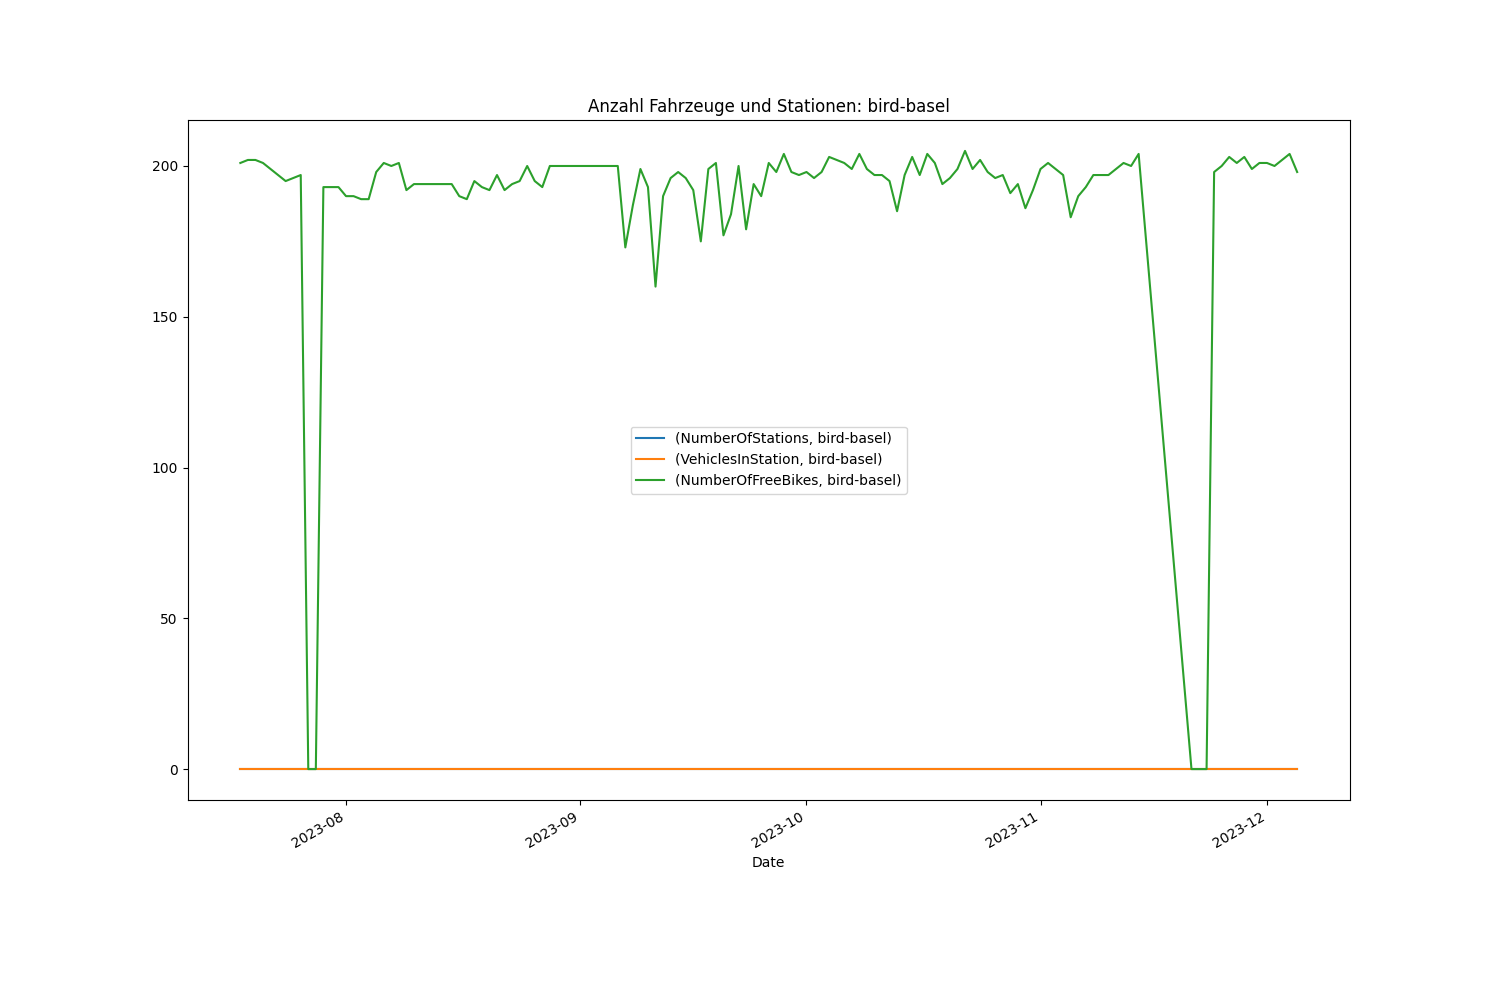 Anzahl Fahrzeuge und Stationen: bird-basel
200
150
100
50
0
(NumberOfStations, bird-basel)
(VehiclesInStation, bird-basel)
(NumberOfFreeBikes, bird-basel)
2023-08
2023-09
2023-10
2023-11
2023-12
Date